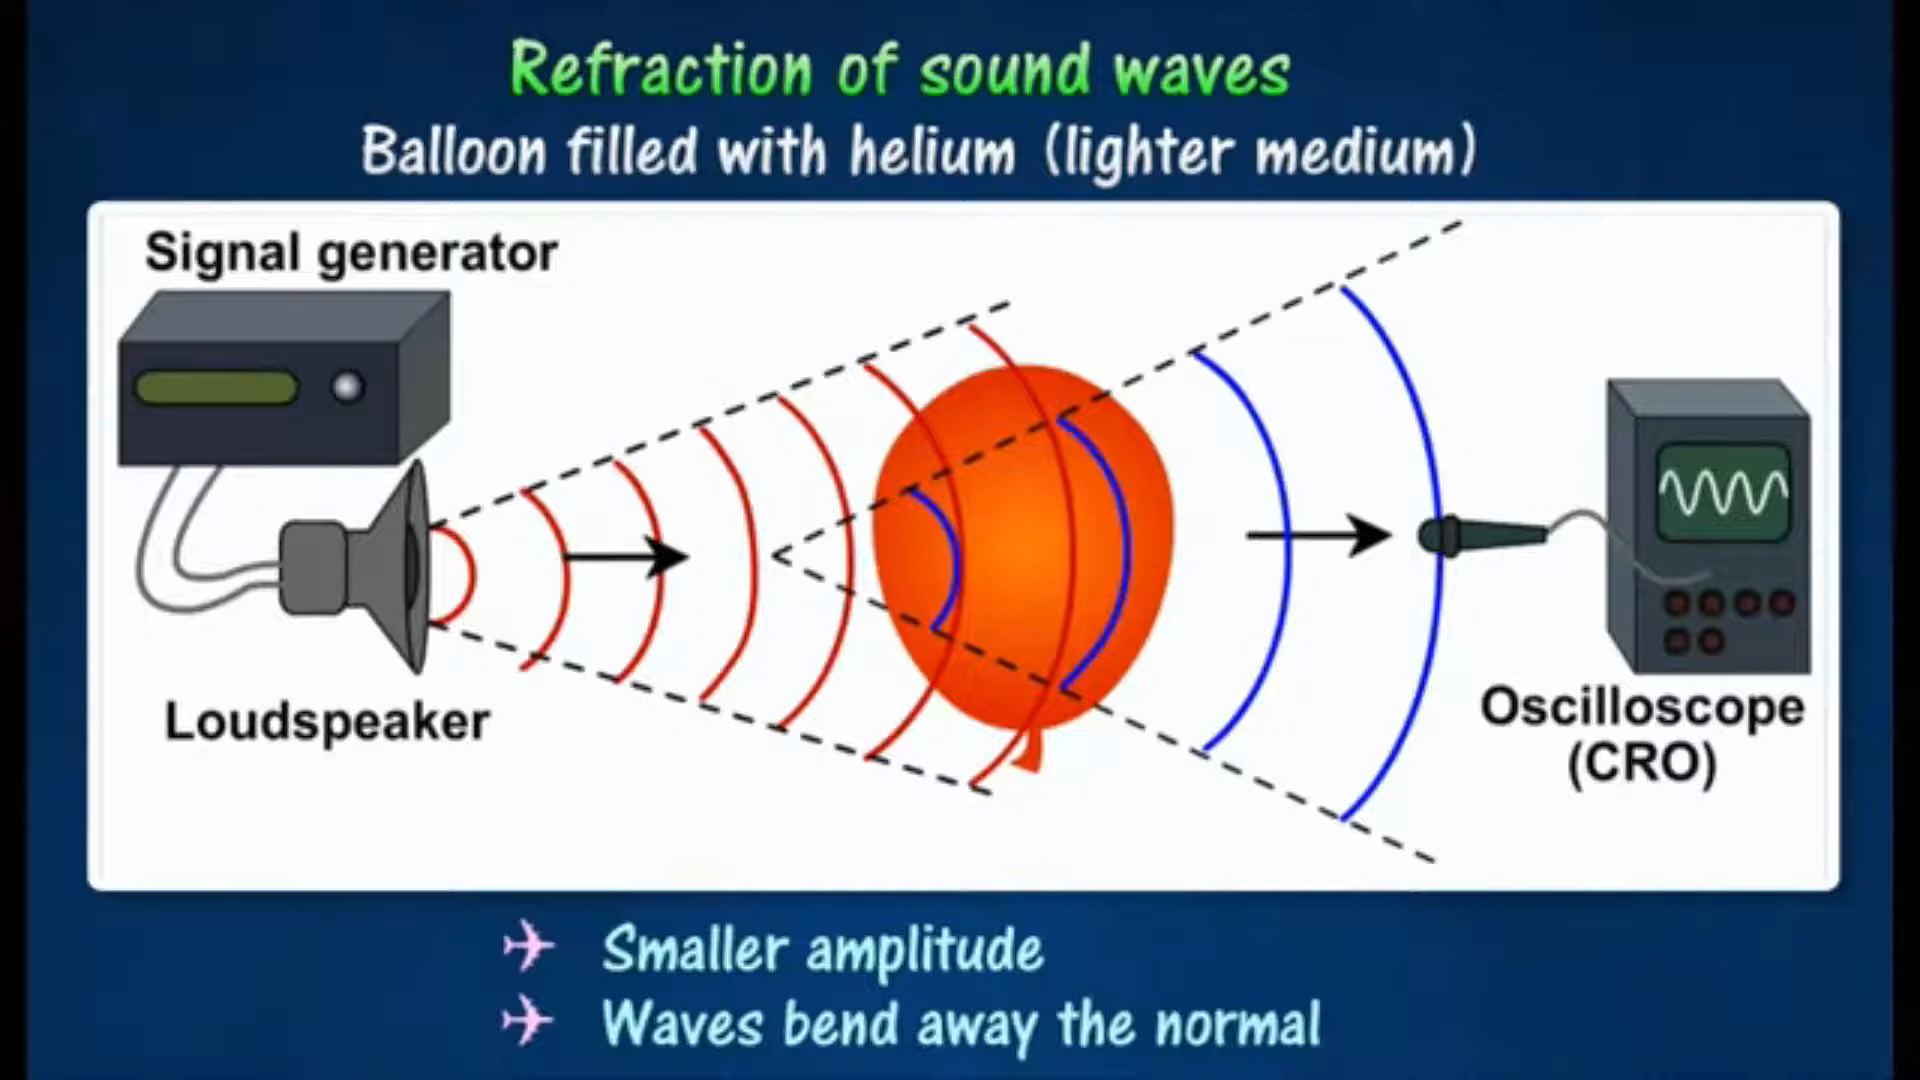 Refraction of sound waves
Balloon filled with helium (lighter medium)
Signal generator
Loudspeaker
Oscilloscope
(CRO)
Smaller amplitude
Waves bend away the normal